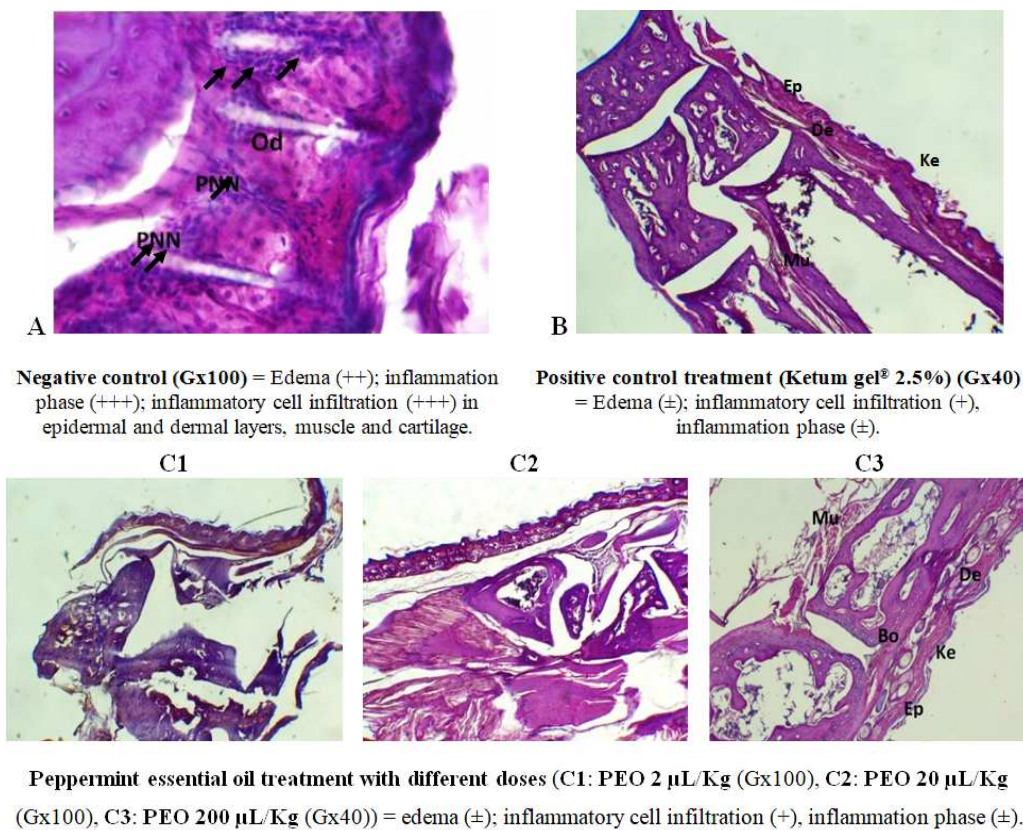 Od
PNN
PNN
A
Ep
De
Ke
Mu
B
Negative control (Gx100) = Edema (++); inflammation
phase (+++); inflammatory cell infiltration (+++) in
epidermal and dermal layers, muscle and cartilage.
Positive control treatment (Ketum gel® 2.5%) (Gx40)
= Edema (±); inflammatory cell infiltration (+),
inflammation phase (±).
C1
C2
C3
Mu
De
Bo
Ke
Ep
Peppermint essential oil treatment with different doses (C1: PEO 2 µL/Kg (Gx100), C2: PEO 20 µL/Kg
(Gx100), C3: PEO 200 µL/Kg (Gx40)) = edema (±); inflammatory cell infiltration (+), inflammation phase (±).